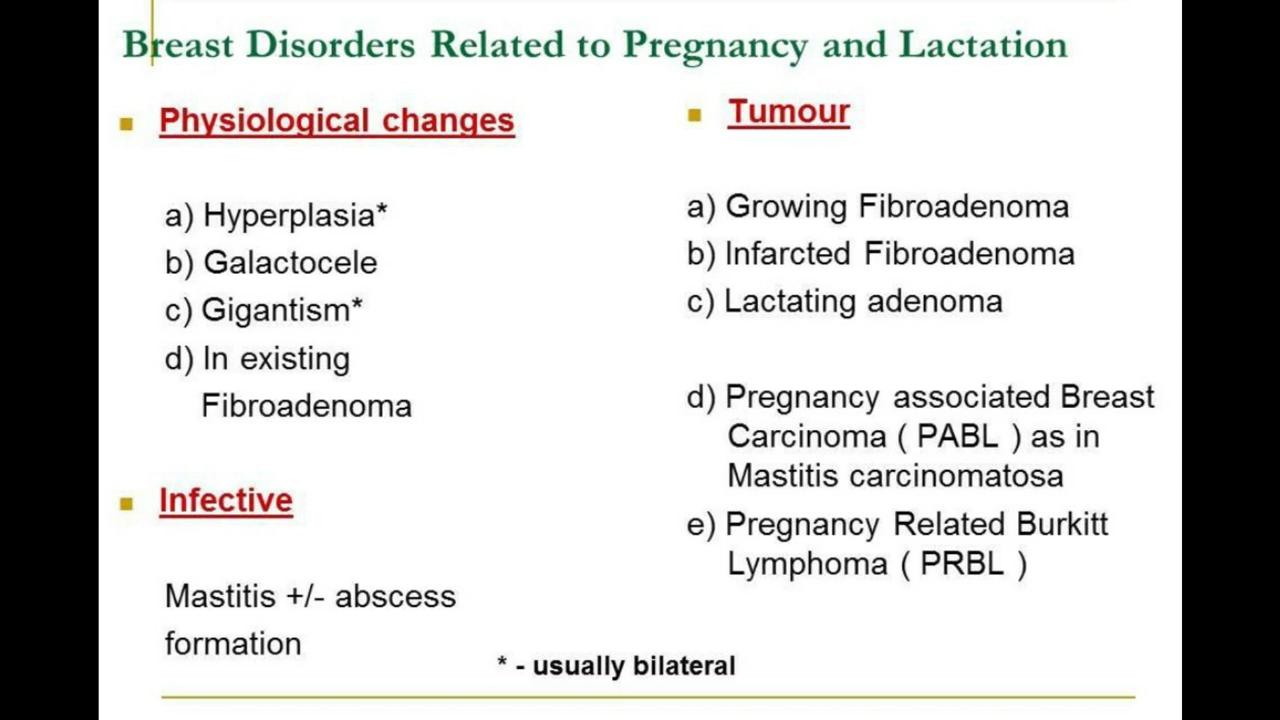 Breast Disorders Related to Pregnancy and Lactation
Physiological changes
a) Hyperplasia*
b) Galactocele
c) Gigantism*
d) In existing
Fibroadenoma
Infective
Mastitis +/- abscess
formation
Tumour
a) Growing Fibroadenoma
b) Infarcted Fibroadenoma
c) Lactating adenoma
d) Pregnancy associated Breast
Carcinoma ( PABL ) as in
Mastitis carcinomatosa
e) Pregnancy Related Burkitt
Lymphoma ( PRBL )
* - usually bilateral